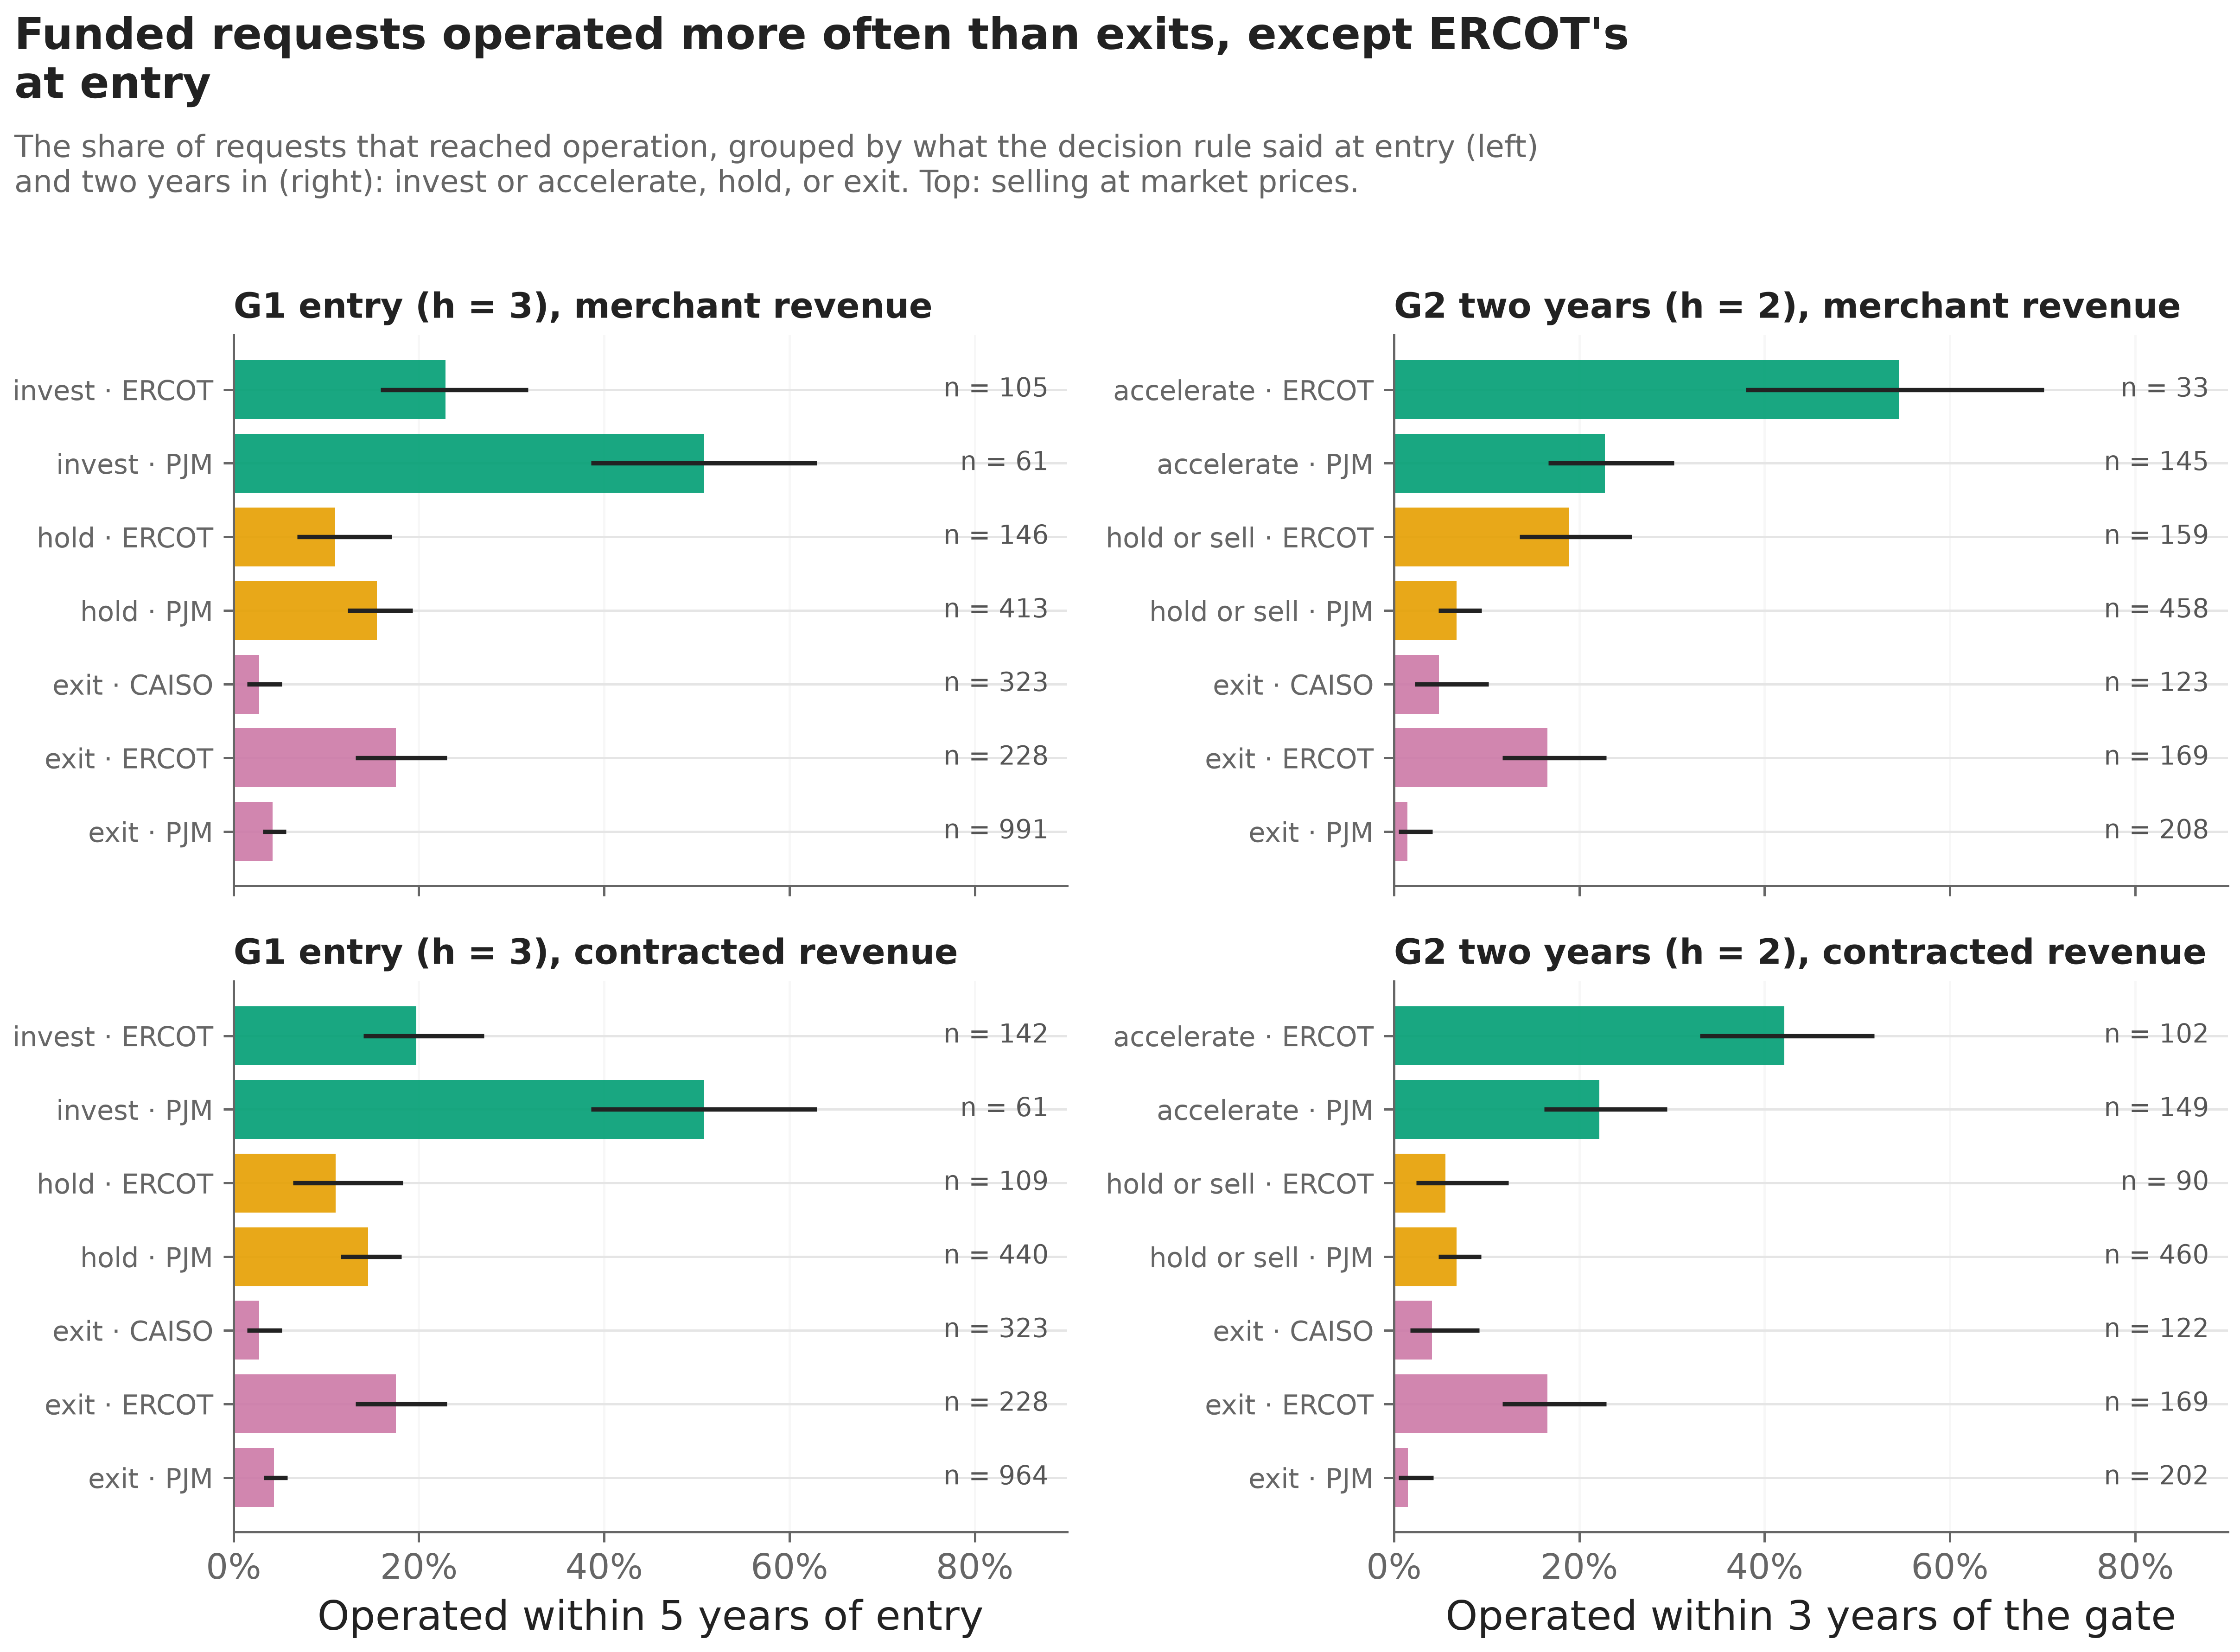 Funded requests operated more often than exits, except ERCOT's
at entry
The share of requests that reached operation, grouped by what the decision rule said at entry (left)
and two years in (right): invest or accelerate, hold, or exit. Top: selling at market prices.
G1 entry (h = 3), merchant revenue
invest · ERCOT n = 105
invest · PJM n = 61
hold · ERCOT n = 146
hold · PJM n = 413
exit · CAISO n = 323
exit · ERCOT n = 228
exit · PJM n = 991
G2 two years (h = 2), merchant revenue
accelerate · ERCOT n = 33
accelerate · PJM n = 145
hold or sell · ERCOT n = 159
hold or sell · PJM n = 458
exit · CAISO n = 123
exit · ERCOT n = 169
exit · PJM n = 208
G1 entry (h = 3), contracted revenue
invest · ERCOT n = 142
invest · PJM n = 61
hold · ERCOT n = 109
hold · PJM n = 440
exit · CAISO n = 323
exit · ERCOT n = 228
exit · PJM n = 964
0% 20% 40% 60% 80%
Operated within 5 years of entry
G2 two years (h = 2), contracted revenue
accelerate · ERCOT n = 102
accelerate · PJM n = 149
hold or sell · ERCOT n = 90
hold or sell · PJM n = 460
exit · CAISO n = 122
exit · ERCOT n = 169
exit · PJM n = 202
0% 20% 40% 60% 80%
Operated within 3 years of the gate